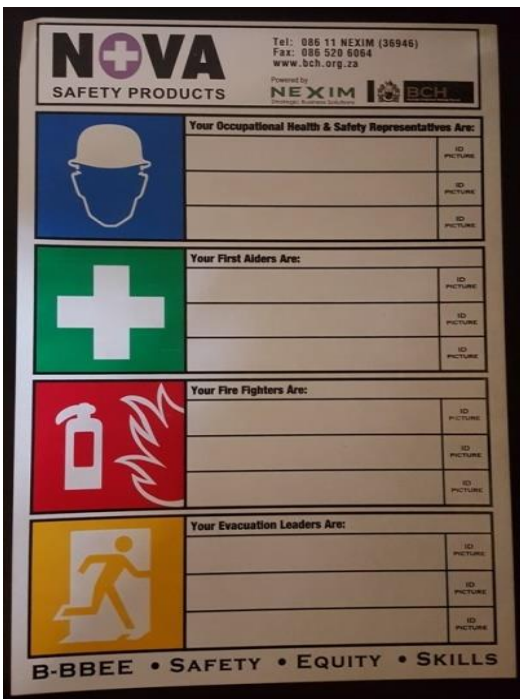 NOVA
SAFETY PRODUCTS
Tel: 086 11 NEXIM (36946)
Fax: 086 520 6064
www.bch.org.za
Powered by
NEXIM
Strategic Business Solutions
BCH
Your Occupational Health & Safety Representatives Are:
ID
PICTURE
ID
PICTURE
ID
PICTURE
Your First Aiders Are:
ID
PICTURE
ID
PICTURE
ID
PICTURE
Your Fire Fighters Are:
ID
PICTURE
ID
PICTURE
ID
PICTURE
Your Evacuation Leaders Are:
ID
PICTURE
ID
PICTURE
ID
PICTURE
B-BBEE • SAFETY • EQUITY • SKILLS